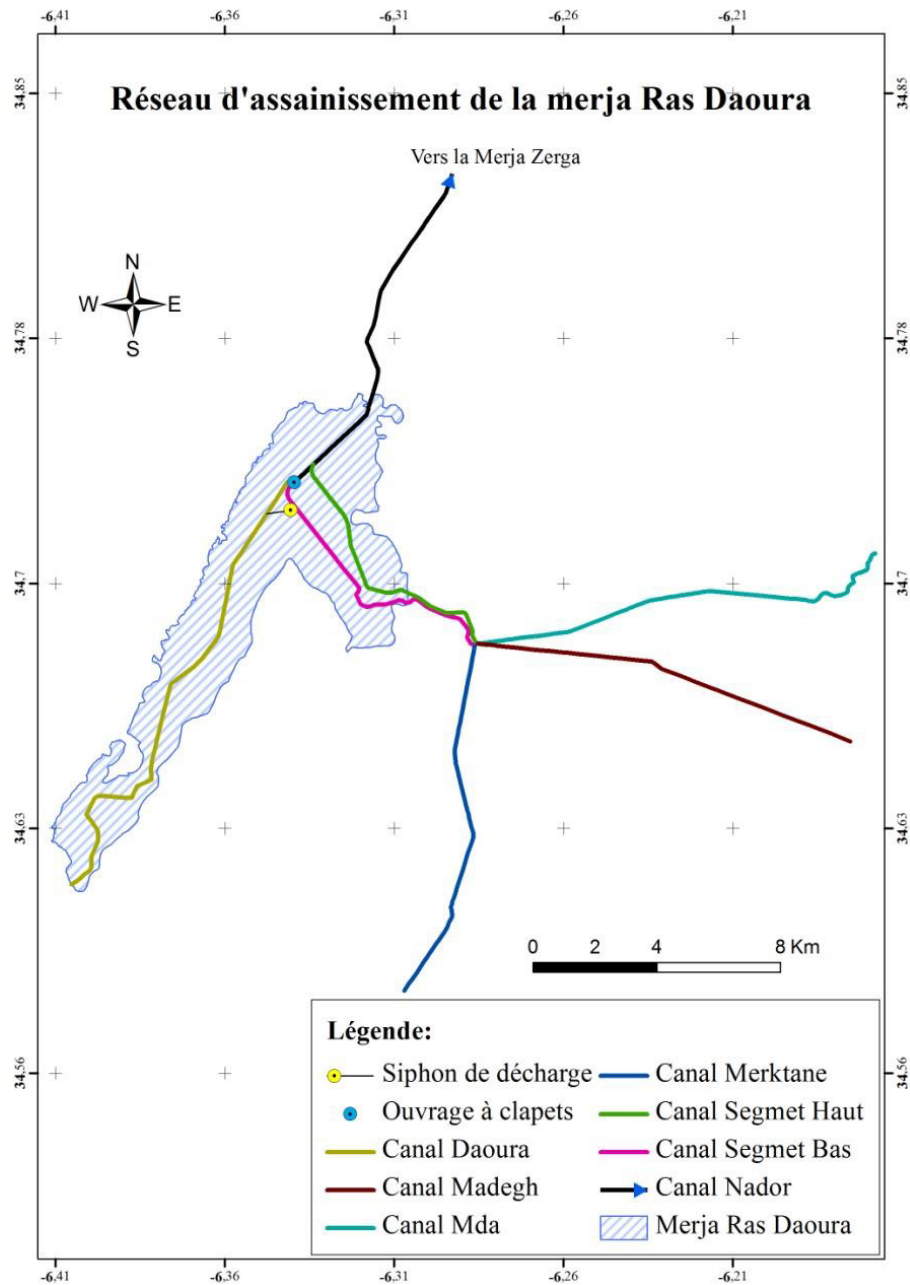 -6,41 -6,36 -6,31 -6,26 -6,21
34.85 34.85
Réseau d'assainissement de la merja Ras Daoura
Vers la Merja Zerga
N
W E
S
34.78 34.78
34.7 34.7
34.63 34.63
0 2 4 8 Km
Légende:
Siphon de décharge
Ouvrage à clapets
Canal Daoura
Canal Madegh
Canal Mda
Canal Merktane
Canal Segmet Haut
Canal Segmet Bas
Canal Nador
Merja Ras Daoura
34.56 34.56
-6,41 -6,36 -6,31 -6,26 -6,21